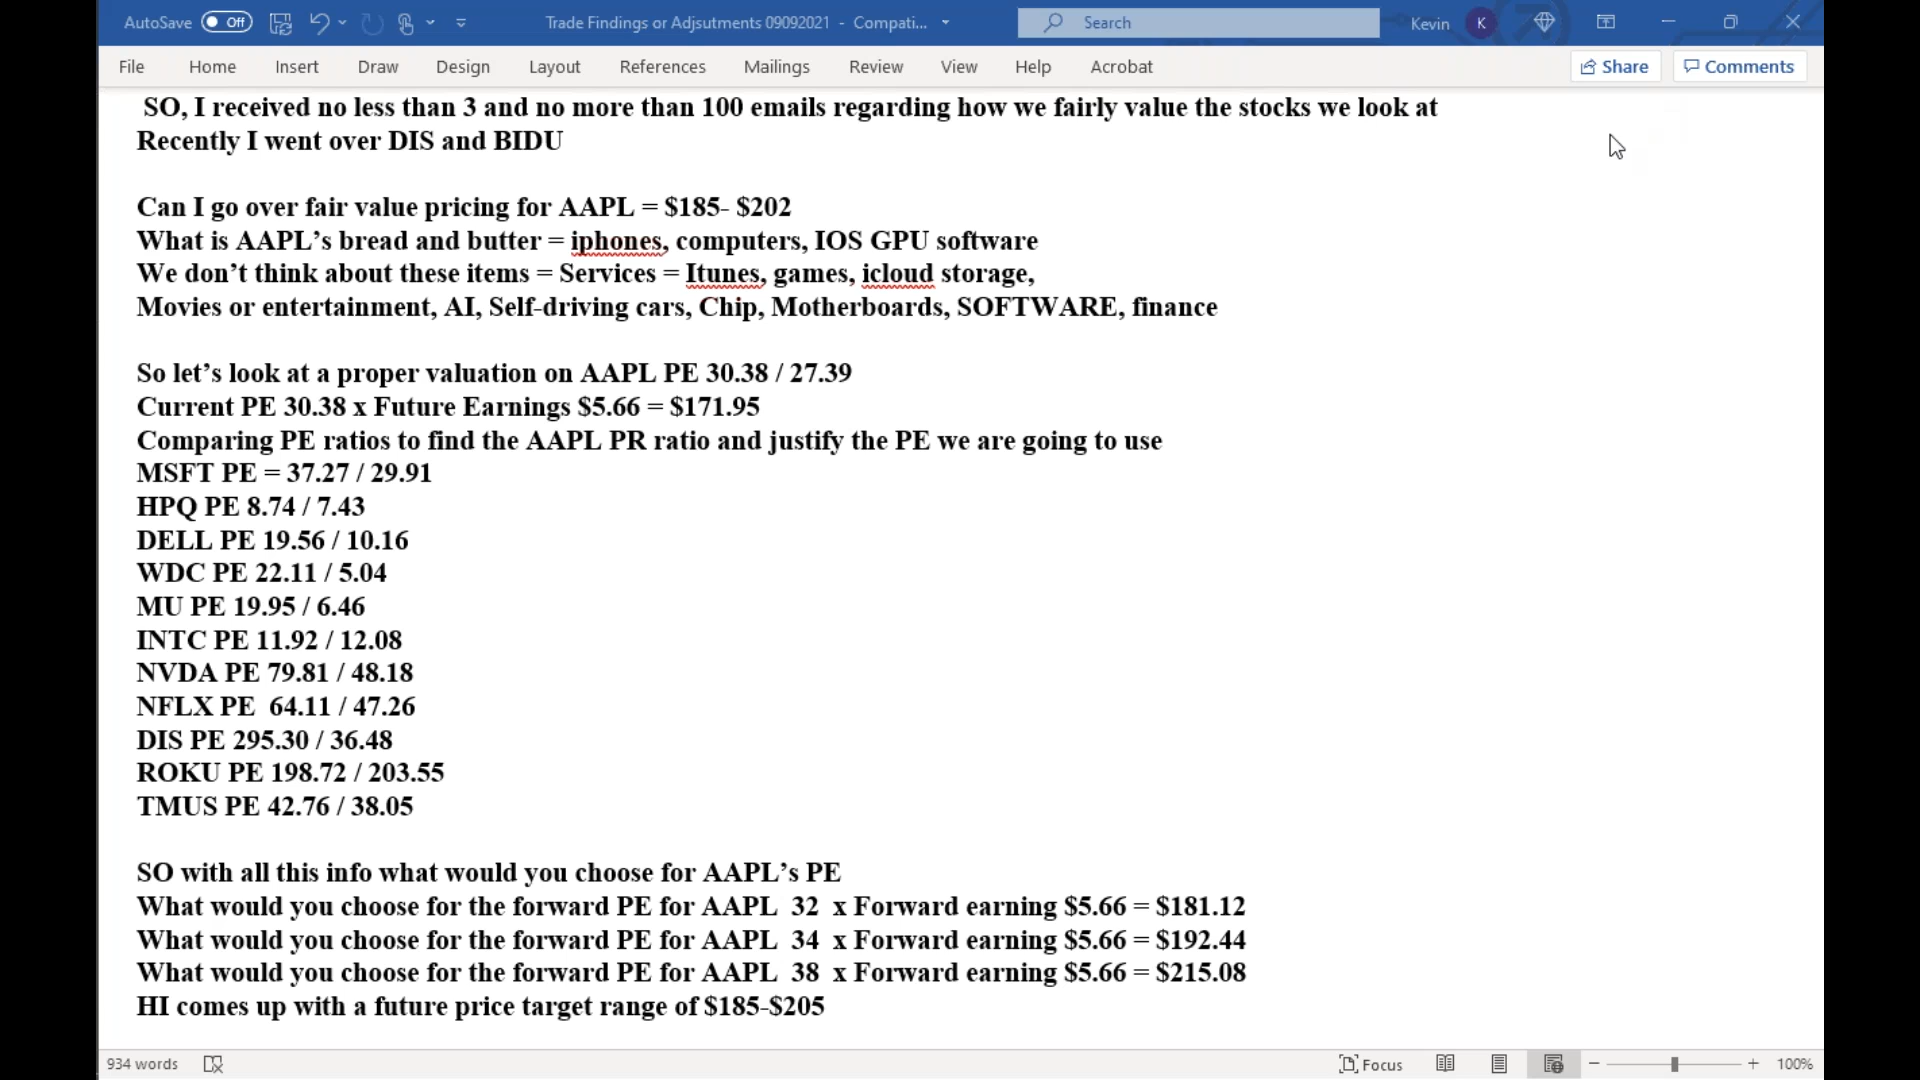 AutoSave Off Trade Findings or Adjsutments 09092021 - Compati... Search Kevin K
File Home Insert Draw Design Layout References Mailings Review View Help Acrobat Share Comments
SO, I received no less than 3 and no more than 100 emails regarding how we fairly value the stocks we look at
Recently I went over DIS and BIDU
Can I go over fair value pricing for AAPL = $185- $202
What is AAPL’s bread and butter = iphones, computers, IOS GPU software
We don’t think about these items = Services = Itunes, games, icloud storage,
Movies or entertainment, AI, Self-driving cars, Chip, Motherboards, SOFTWARE, finance
So let’s look at a proper valuation on AAPL PE 30.38 / 27.39
Current PE 30.38 x Future Earnings $5.66 = $171.95
Comparing PE ratios to find the AAPL PR ratio and justify the PE we are going to use
MSFT PE = 37.27 / 29.91
HPQ PE 8.74 / 7.43
DELL PE 19.56 / 10.16
WDC PE 22.11 / 5.04
MU PE 19.95 / 6.46
INTC PE 11.92 / 12.08
NVDA PE 79.81 / 48.18
NFLX PE  64.11 / 47.26
DIS PE 295.30 / 36.48
ROKU PE 198.72 / 203.55
TMUS PE 42.76 / 38.05
SO with all this info what would you choose for AAPL’s PE
What would you choose for the forward PE for AAPL  32  x Forward earning $5.66 = $181.12
What would you choose for the forward PE for AAPL  34  x Forward earning $5.66 = $192.44
What would you choose for the forward PE for AAPL  38  x Forward earning $5.66 = $215.08
HI comes up with a future price target range of $185-$205
934 words Focus 100%